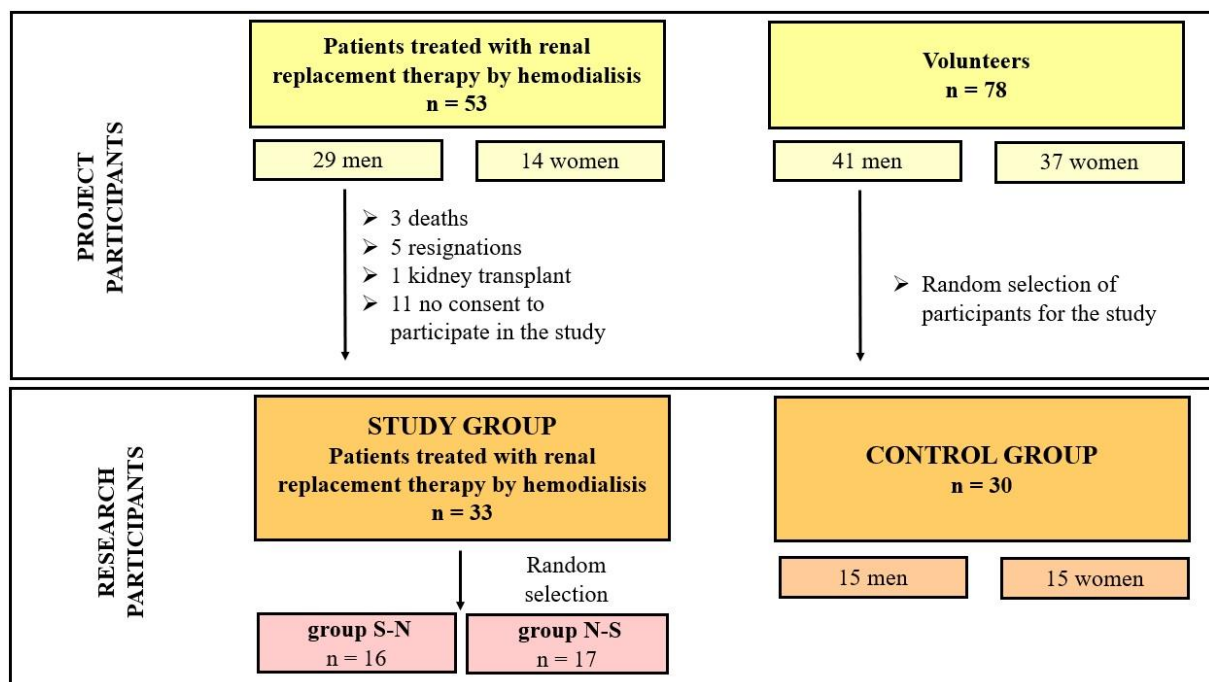 PROJECT
PARTICIPANTS
Patients treated with renal
replacement therapy by hemodialisis
n = 53
29 men
14 women
➢ 3 deaths
➢ 5 resignations
➢ 1 kidney transplant
➢ 11 no consent to
participate in the study
Volunteers
n = 78
41 men
37 women
➢ Random selection of
participants for the study
RESEARCH
PARTICIPANTS
STUDY GROUP
Patients treated with renal
replacement therapy by hemodialisis
n = 33
Random
selection
group S-N
n = 16
group N-S
n = 17
CONTROL GROUP
n = 30
15 men
15 women